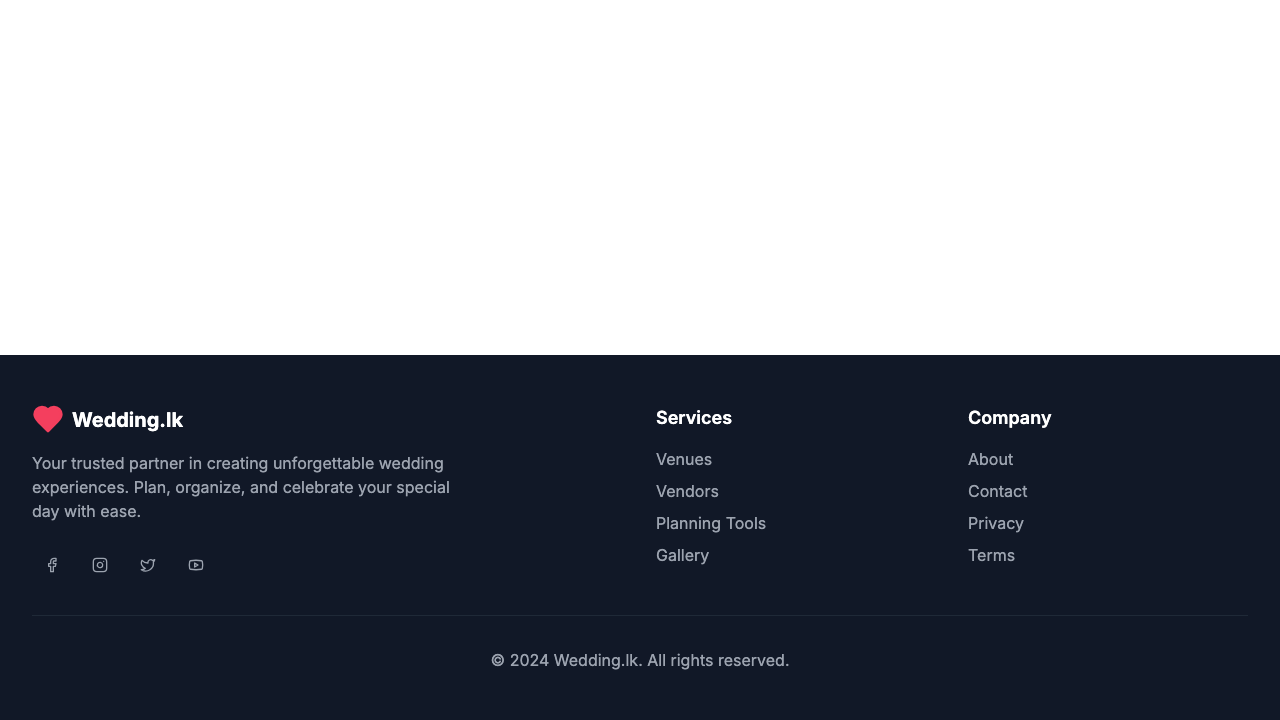 Wedding.lk
Your trusted partner in creating unforgettable wedding
experiences. Plan, organize, and celebrate your special
day with ease.
Services
Venues
Vendors
Planning Tools
Gallery
Company
About
Contact
Privacy
Terms
© 2024 Wedding.lk. All rights reserved.